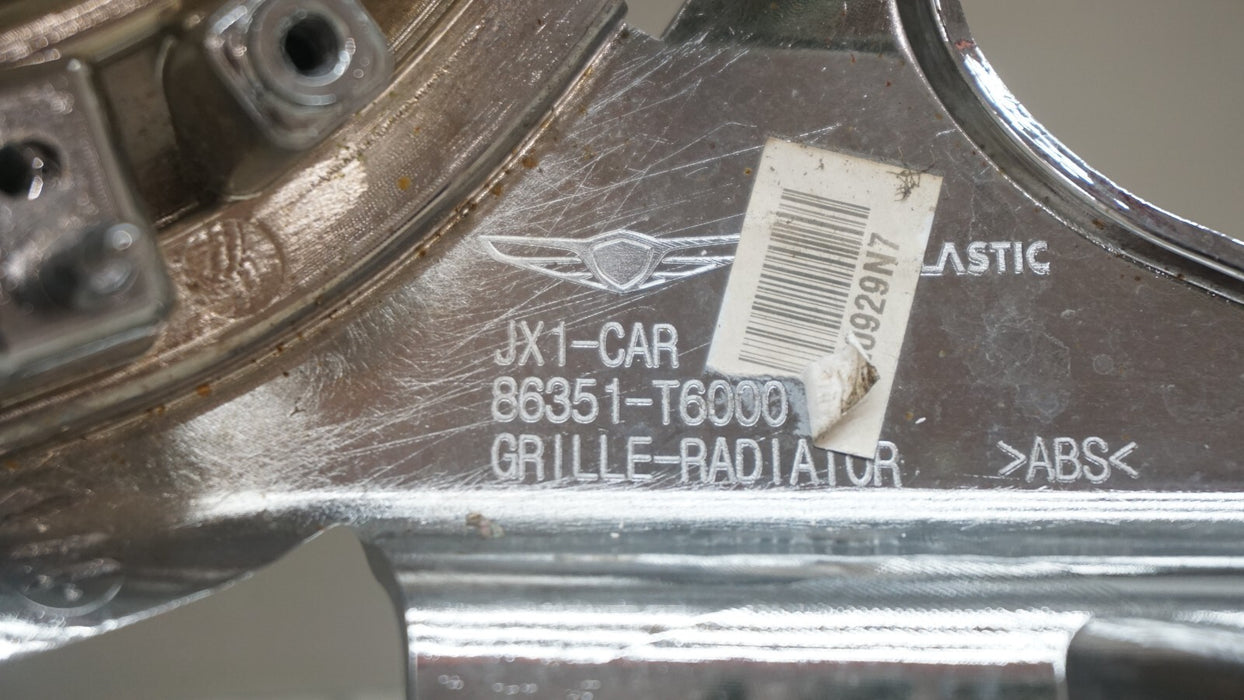 LASTIC
0929N7
JX1-CAR
86351-T6000
GRILLE-RADIATOR
>ABS<